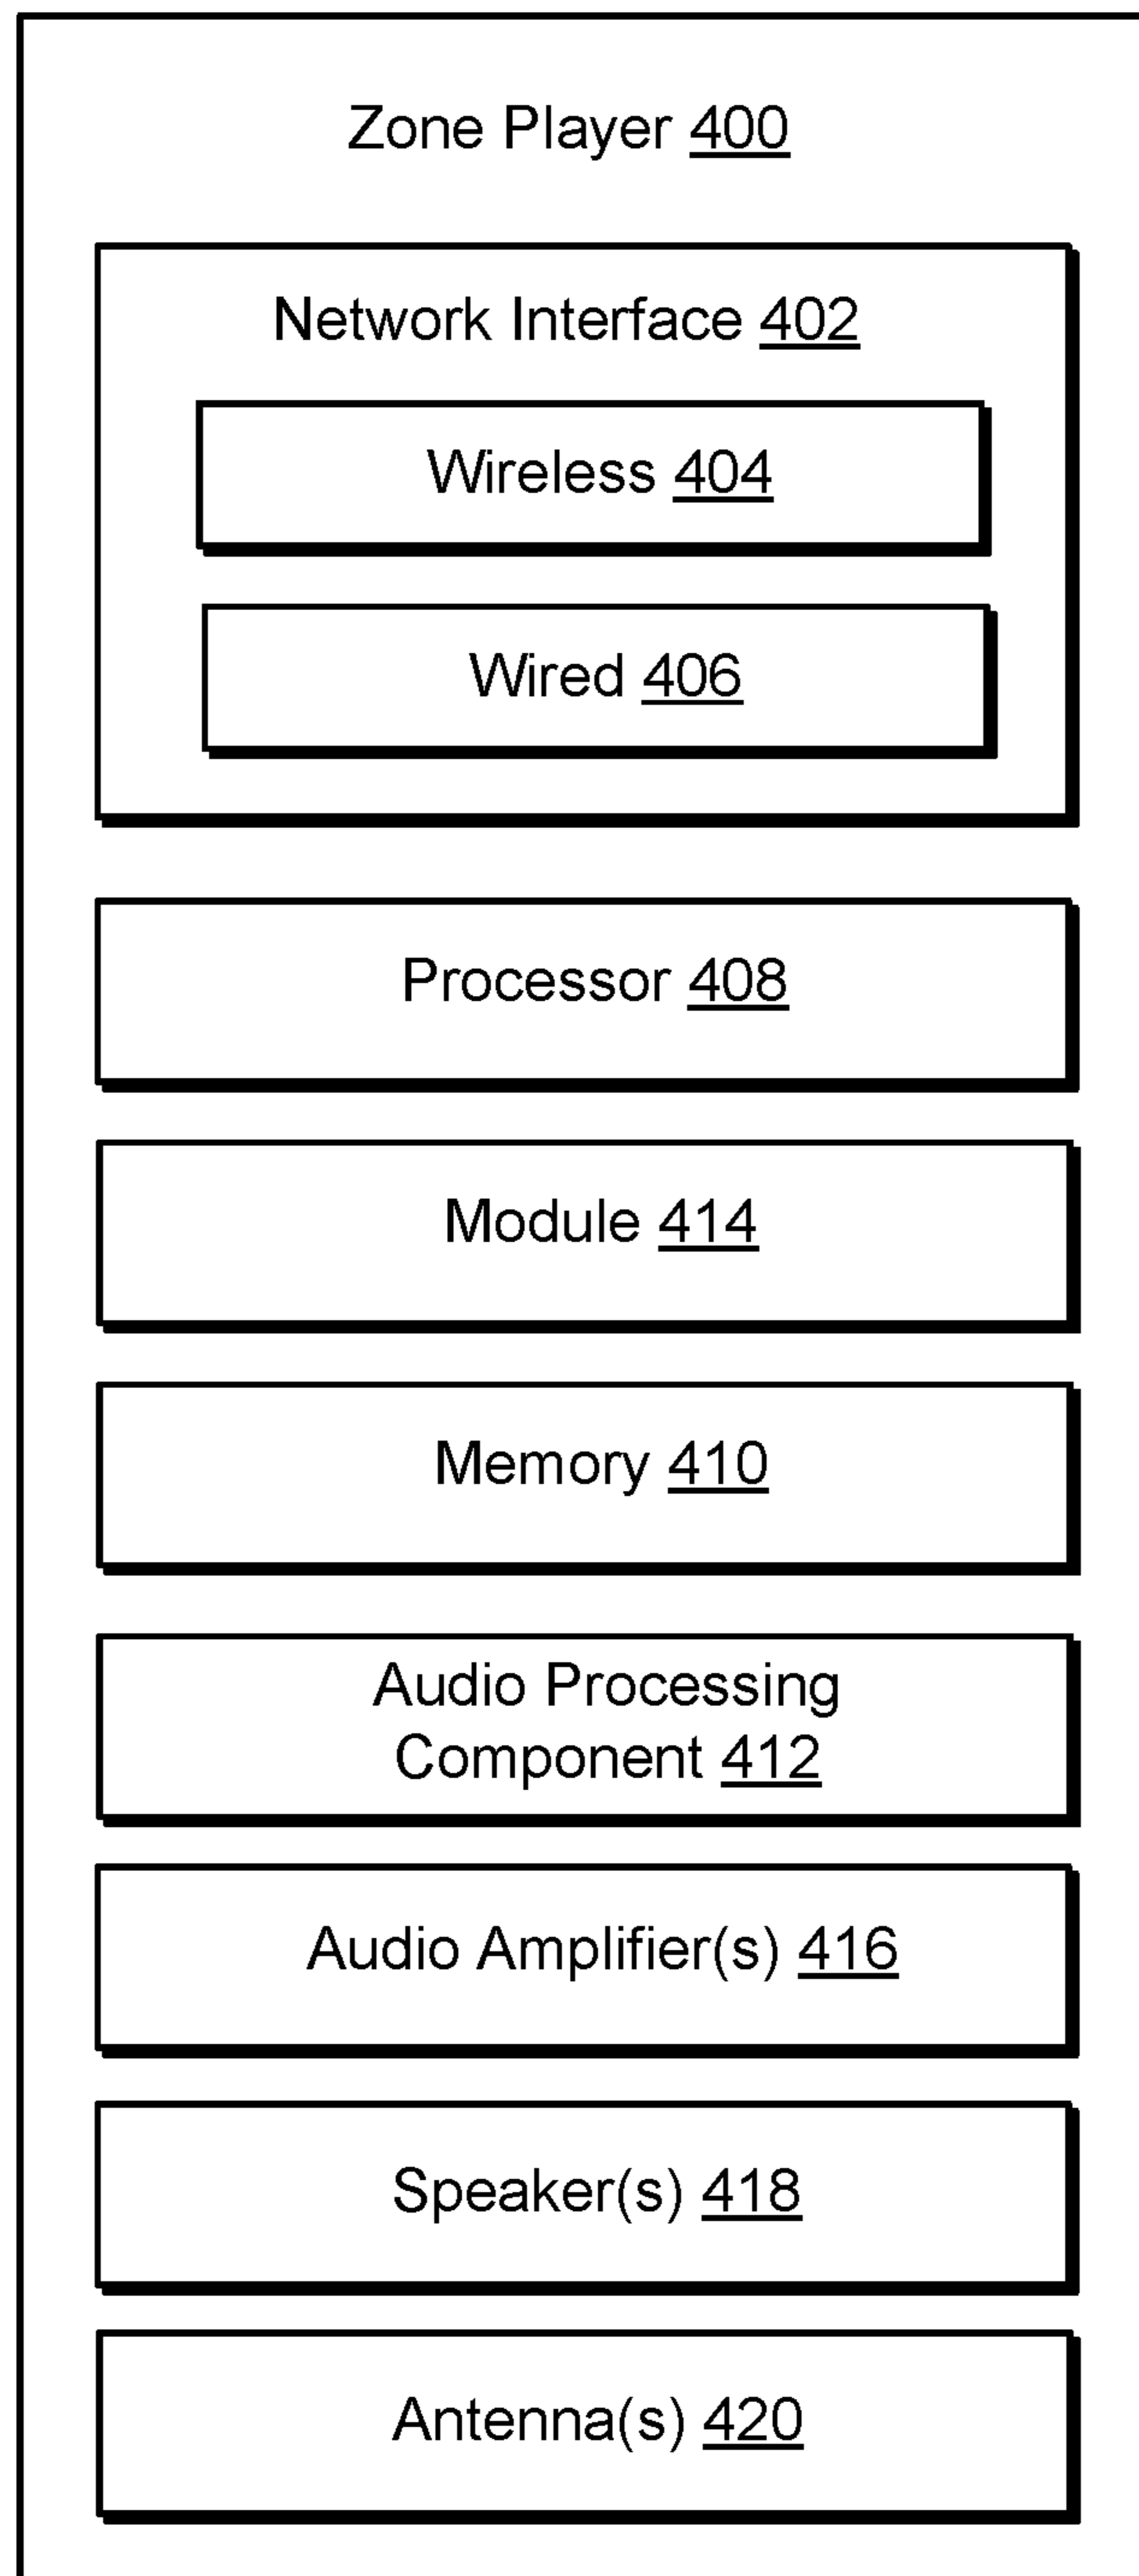 Zone Player 400
Network Interface 402
Wireless 404
Wired 406
Processor 408
Module 414
Memory 410
Audio Processing
Component 412
Audio Amplifier(s) 416
Speaker(s) 418
Antenna(s) 420